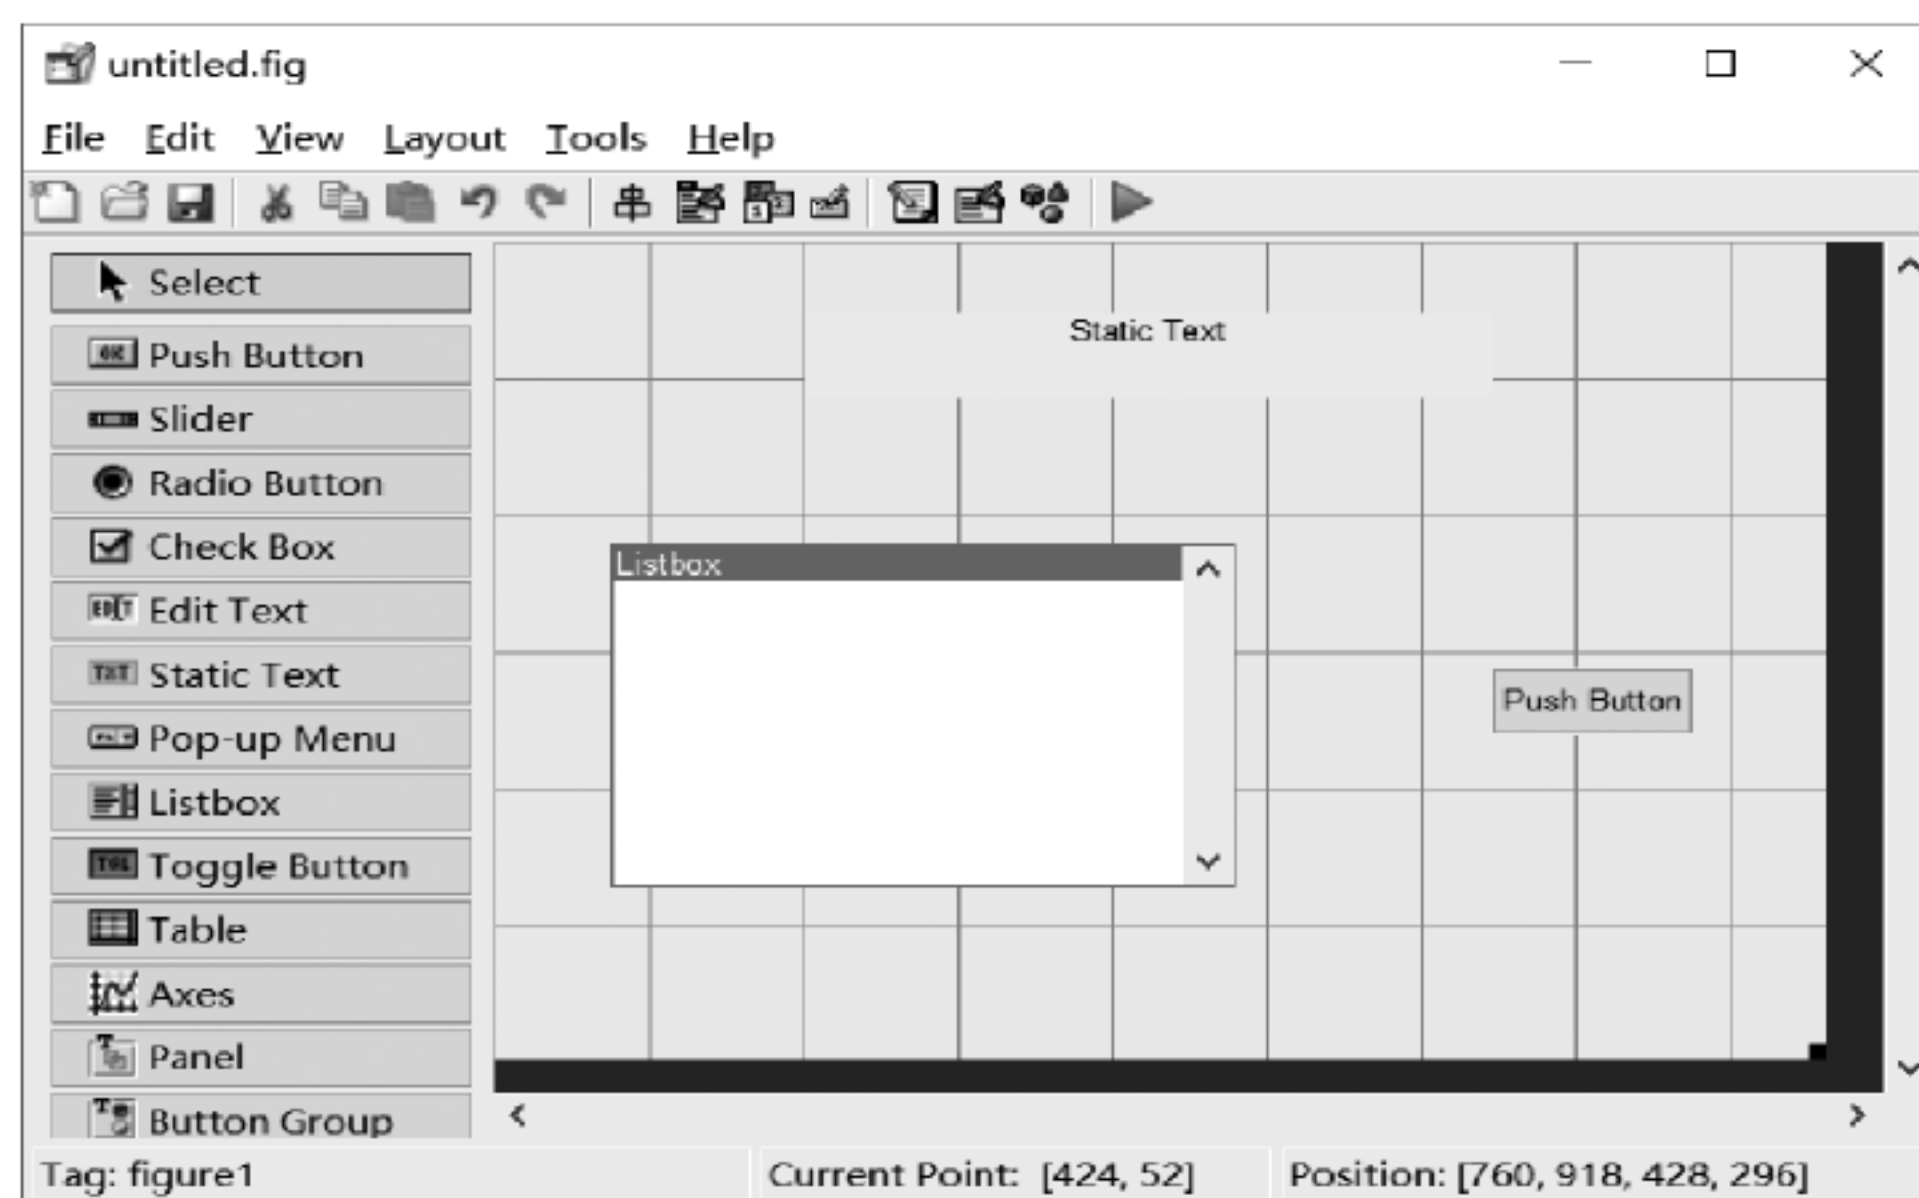 untitled.fig
File Edit View Layout Tools Help
Select
Push Button
Slider
Radio Button
Check Box
Edit Text
Static Text
Pop-up Menu
Listbox
Toggle Button
Table
Axes
Panel
Button Group
Static Text
Listbox
Push Button
Tag: figure1
Current Point: [424, 52]
Position: [760, 918, 428, 296]